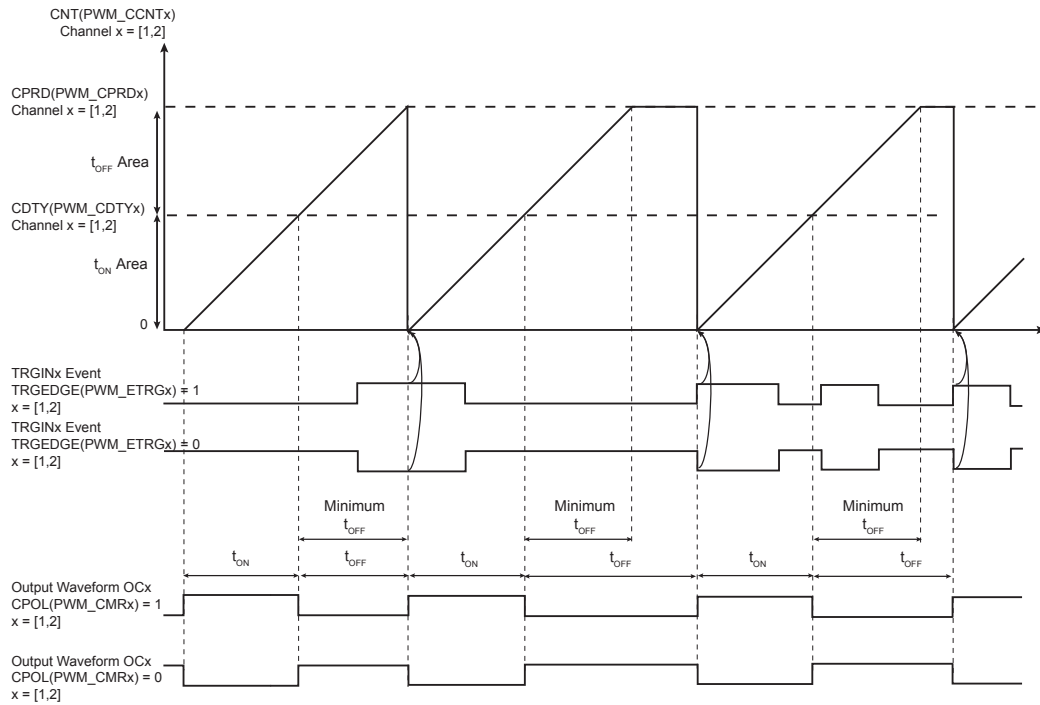 CNT(PWM_CCNTx)
Channel x = [1,2]
CPRD(PWM_CPRDx)
Channel x = [1,2]
tOFF Area
CDTY(PWM_CDTYx)
Channel x = [1,2]
tON Area
0
TRGINx Event
TRGEDGE(PWM_ETRGx) = 1
x = [1,2]
TRGINx Event
TRGEDGE(PWM_ETRGx) = 0
x = [1,2]
Minimum
tOFF
Minimum
tOFF
Minimum
tOFF
tON
tOFF
tON
tOFF
tON
tOFF
Output Waveform OCx
CPOL(PWM_CMRx) = 1
x = [1,2]
Output Waveform OCx
CPOL(PWM_CMRx) = 0
x = [1,2]